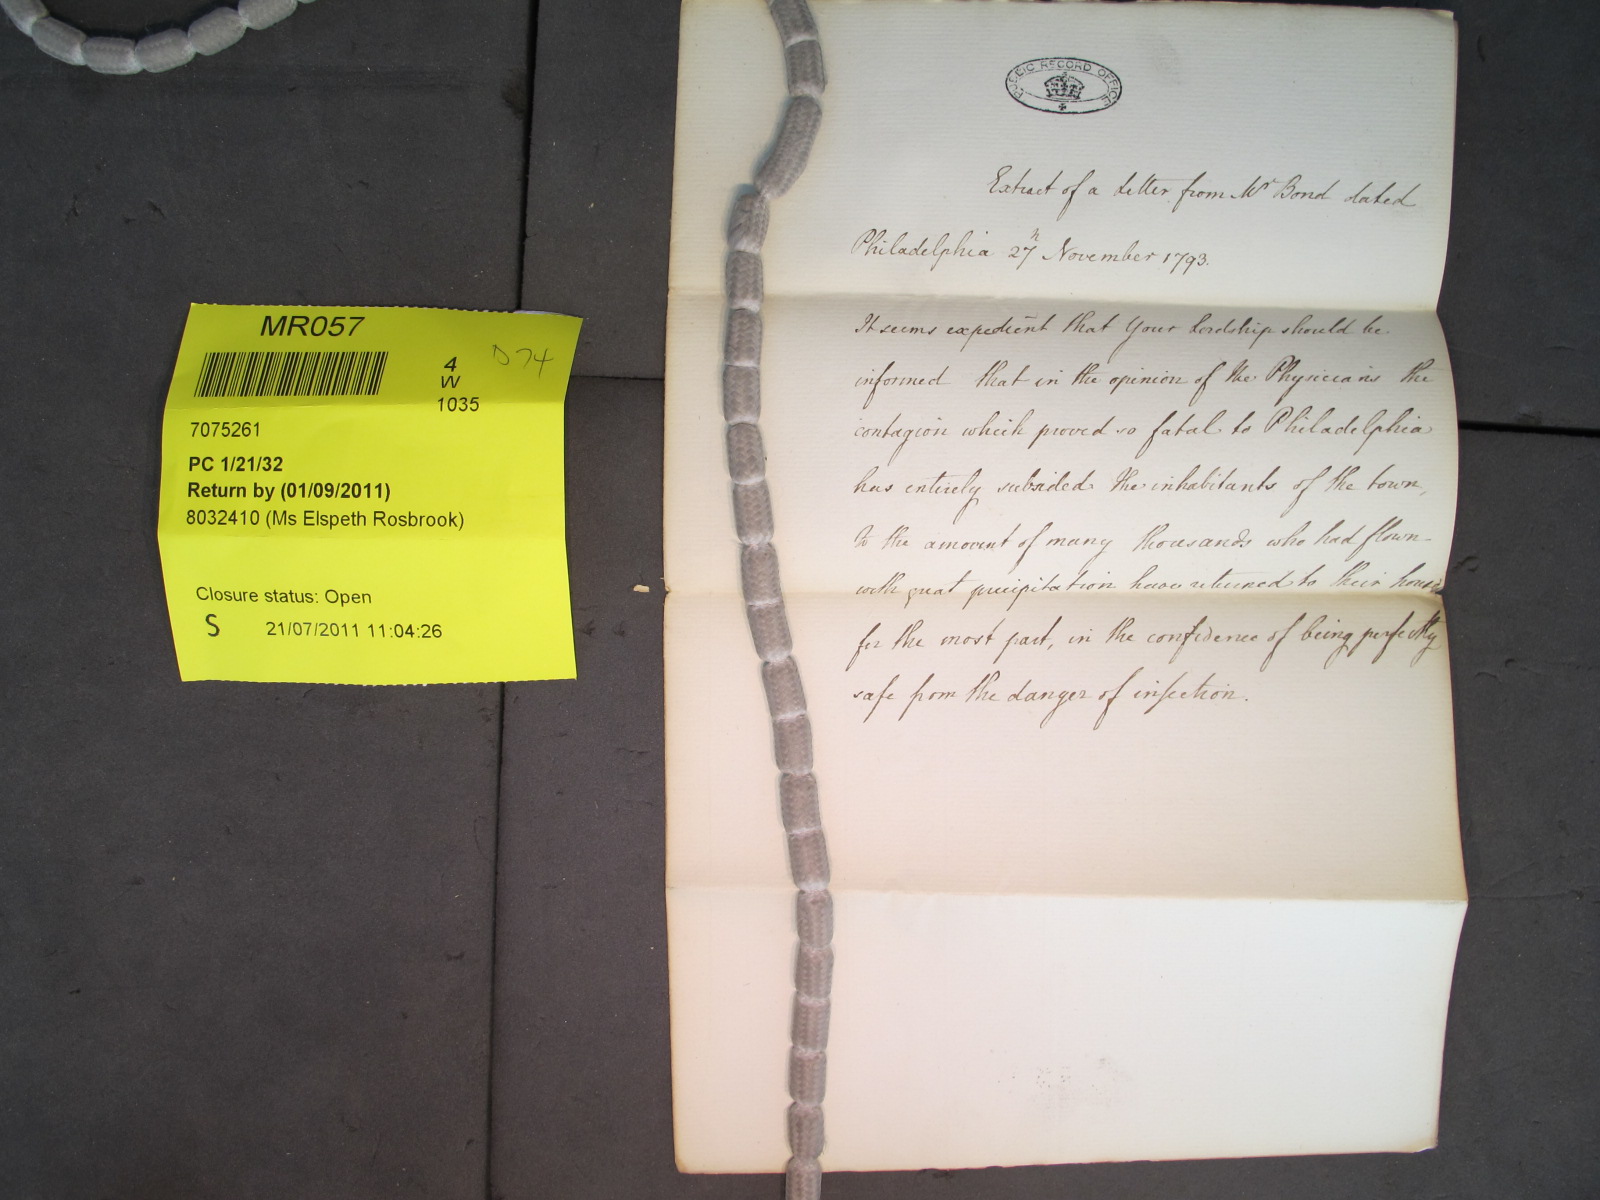 MR057
D74
4
W
1035
7075261
PC 1/21/32
Return by (01/09/2011)
8032410 (Ms Elspeth Rosbrook)
Closure status: Open
S 21/07/2011 11:04:26
PUBLIC RECORD OFFICE
Extract of a Letter from Mr Bond dated
Philadelphia 27h November 1793.
It seems expedient that Your Lordship should be
informed that in the opinion of the Physicians the
contagion which proved so fatal to Philadelphia
has entirely subsided. The inhabitants of the town,
to the amount of many thousands who had flown
with great precipitation have returned to their houses
for the most part, in the confidence of being perfectly
safe from the danger of infection.